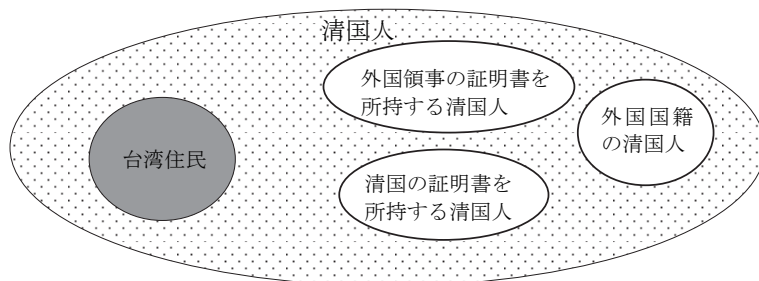 清国人
外国領事の証明書を
所持する清国人
外国国籍
の清国人
台湾住民
清国の証明書を
所持する清国人